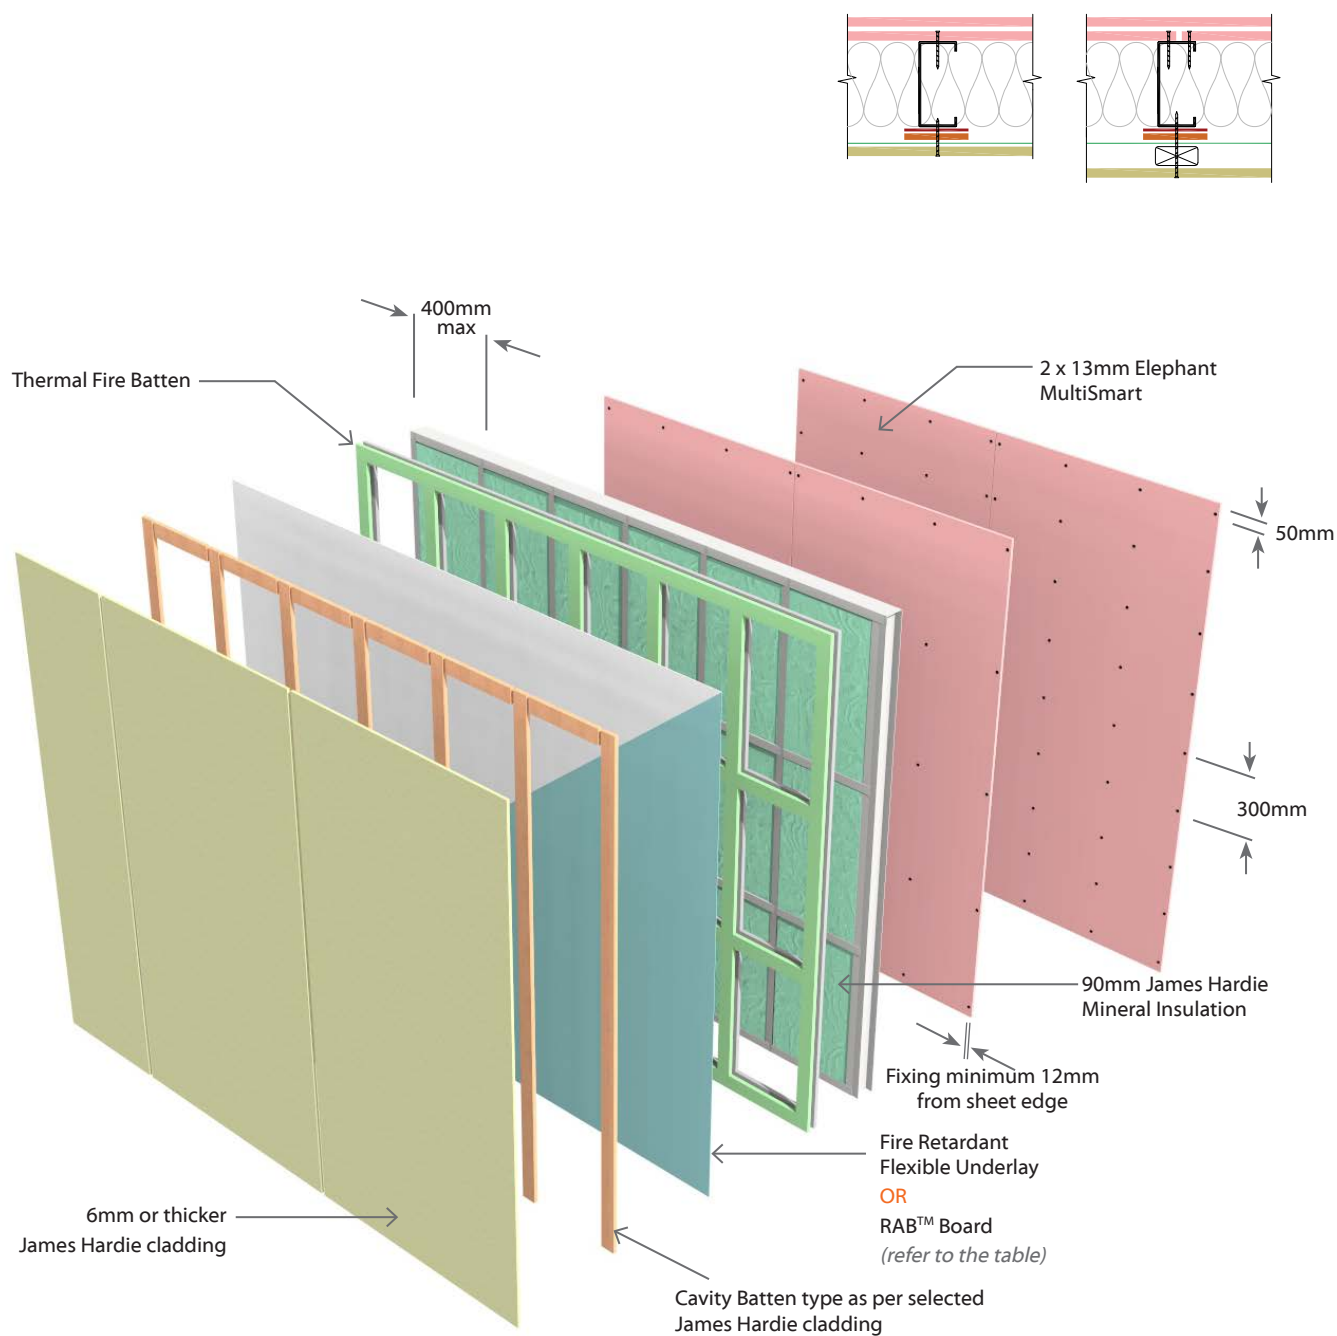 400mm
max
Thermal Fire Batten
2 x 13mm Elephant
MultiSmart
50mm
300mm
90mm James Hardie
Mineral Insulation
Fixing minimum 12mm
from sheet edge
Fire Retardant
Flexible Underlay
OR
RAB™ Board
(refer to the table)
6mm or thicker
James Hardie cladding
Cavity Batten type as per selected
James Hardie cladding